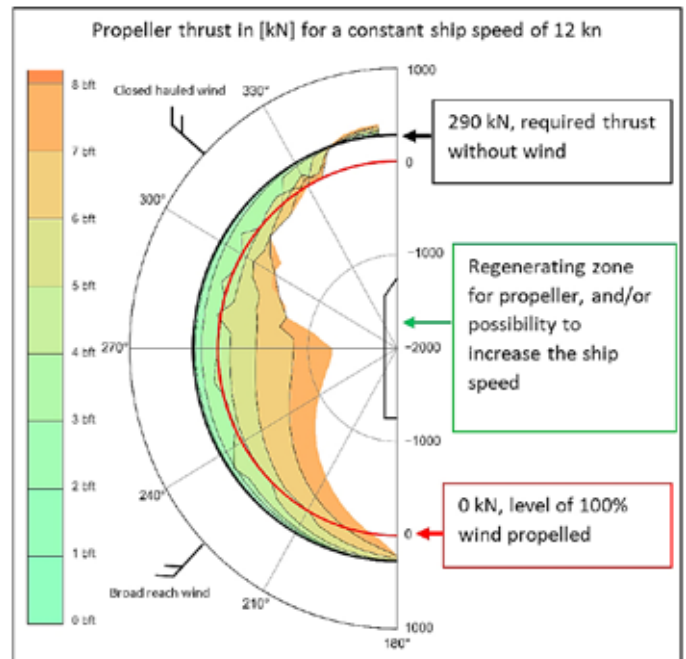 Propeller thrust in [kN] for a constant ship speed of 12 kn
8 bft
7 bft
6 bft
5 bft
4 bft
3 bft
2 bft
1 bft
0 bft
Closed hauled wind
330°
300°
270°
240°
210°
180°
Broad reach wind
1000
0
-1000
-2000
-1000
0
1000
290 kN, required thrust
without wind
Regenerating zone
for propeller, and/or
possibility to
increase the ship
speed
0 kN, level of 100%
wind propelled